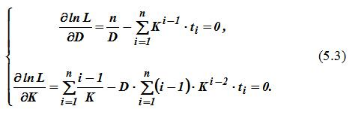 ∂ln L/∂D = n/D − ∑_{i=1}^{n} K^{i-1} · t_i = 0,
(5.3)
∂ln L/∂K = ∑_{i=1}^{n} (i−1)/K − D · ∑_{i=1}^{n} (i−1) · K^{i-2} · t_i = 0.